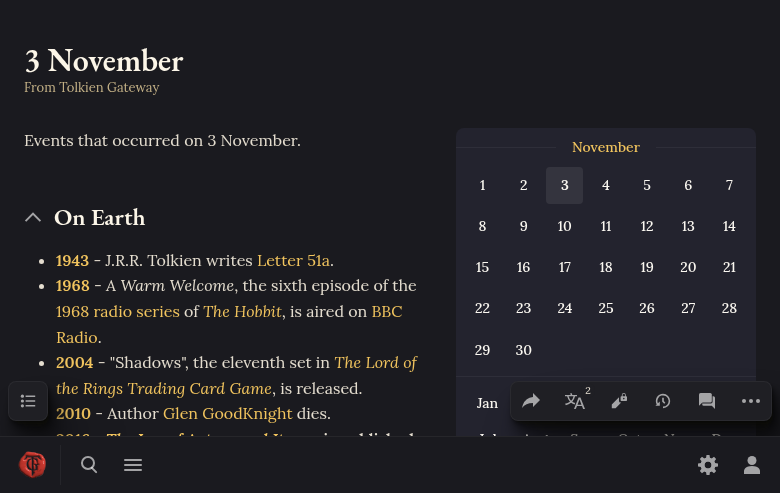 3 November
From Tolkien Gateway
Events that occurred on 3 November.
On Earth
• 1943 - J.R.R. Tolkien writes Letter 51a.
• 1968 - A Warm Welcome, the sixth episode of the
1968 radio series of The Hobbit, is aired on BBC
Radio.
• 2004 - "Shadows", the eleventh set in The Lord of
the Rings Trading Card Game, is released.
2010 - Author Glen GoodKnight dies.
November
1 2 3 4 5 6 7
8 9 10 11 12 13 14
15 16 17 18 19 20 21
22 23 24 25 26 27 28
29 30
Jan
2